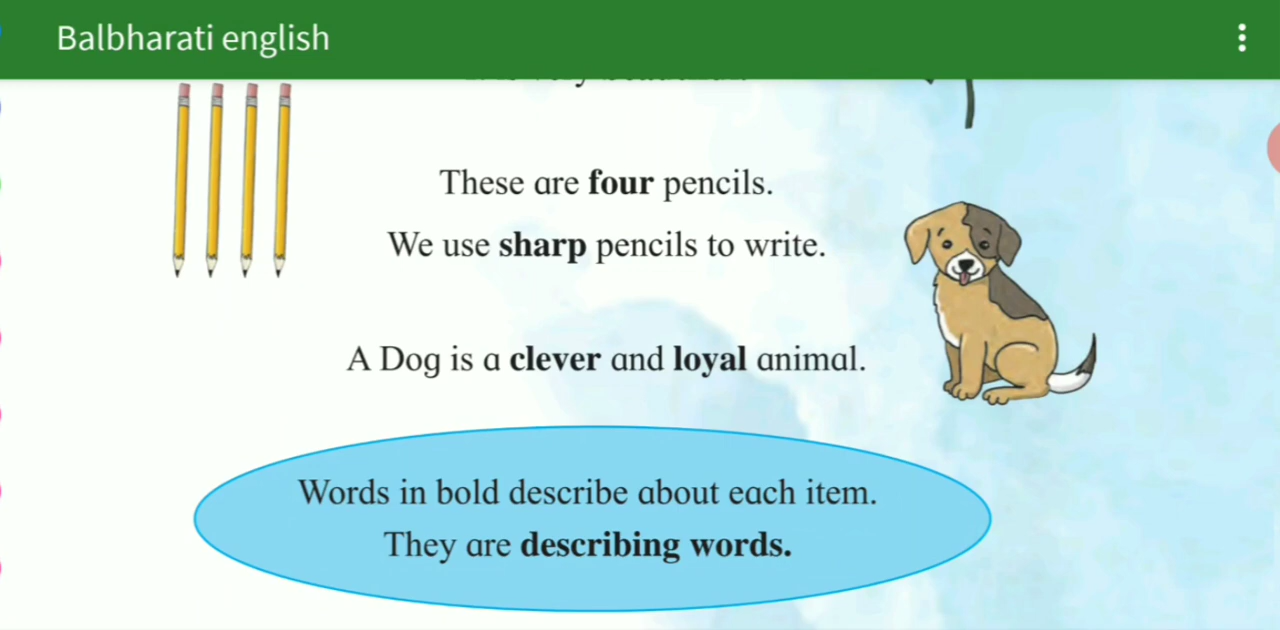 Balbharati english
These are four pencils.
We use sharp pencils to write.
A Dog is a clever and loyal animal.
Words in bold describe about each item.
They are describing words.